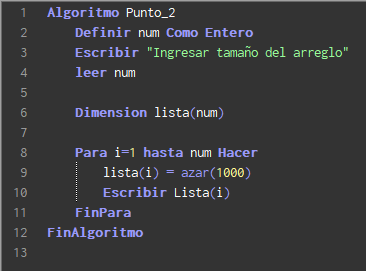 1 Algoritmo Punto_2
2 Definir num Como Entero
3 Escribir "Ingresar tamaño del arreglo"
4 leer num
5
6 Dimension lista(num)
7
8 Para i=1 hasta num Hacer
9 lista(i) = azar(1000)
10 Escribir Lista(i)
11 FinPara
12 FinAlgoritmo
13